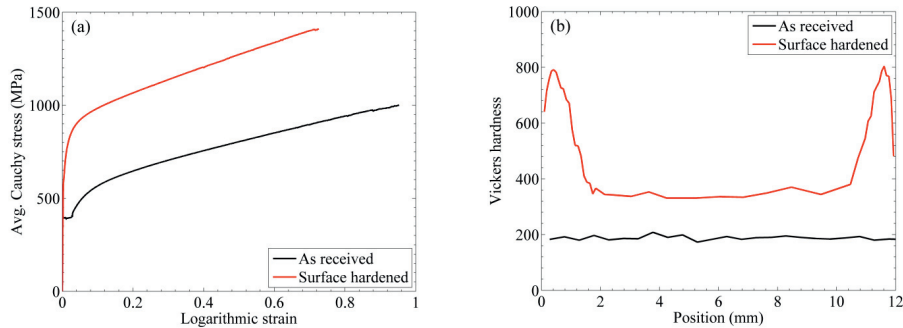 (a)
Avg. Cauchy stress (MPa)
1500
1000
500
0
0
0.2
0.4
0.6
0.8
1
Logarithmic strain
As received
Surface hardened
(b)
Vickers hardness
1000
800
600
400
200
0
0
2
4
6
8
10
12
Position (mm)
As received
Surface hardened